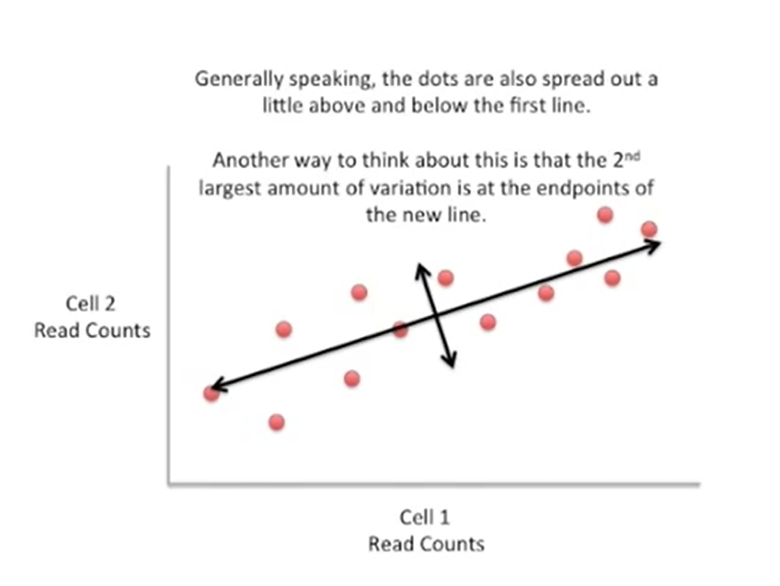 Generally speaking, the dots are also spread out a
little above and below the first line.
Another way to think about this is that the 2nd
largest amount of variation is at the endpoints of
the new line.
Cell 2
Read Counts
Cell 1
Read Counts